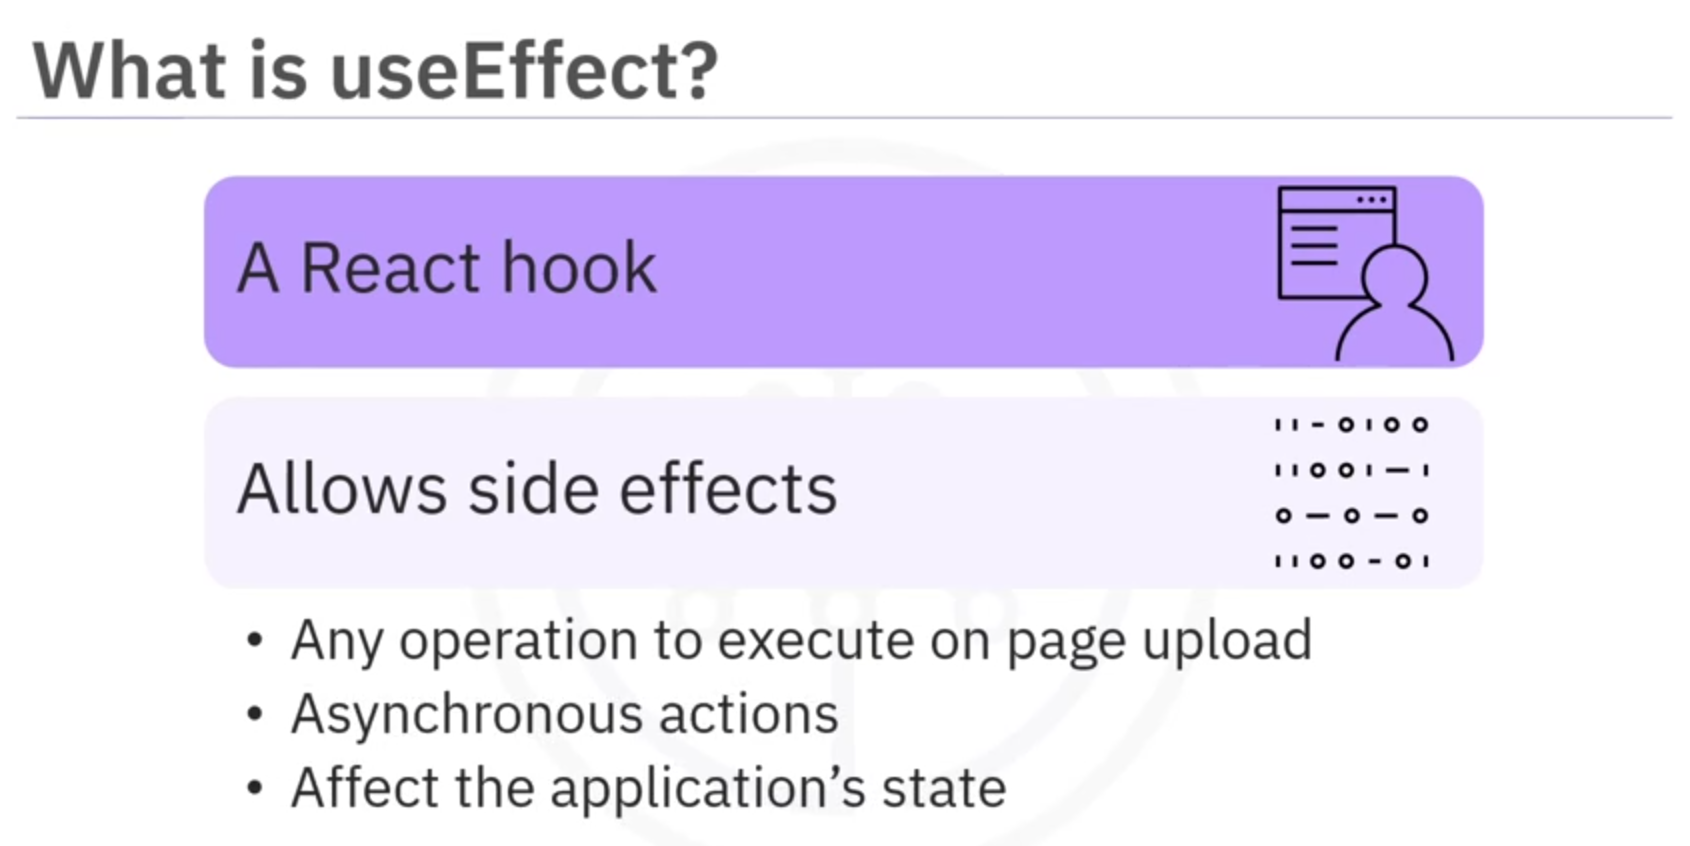 What is useEffect?
A React hook
Allows side effects
• Any operation to execute on page upload
• Asynchronous actions
• Affect the application’s state